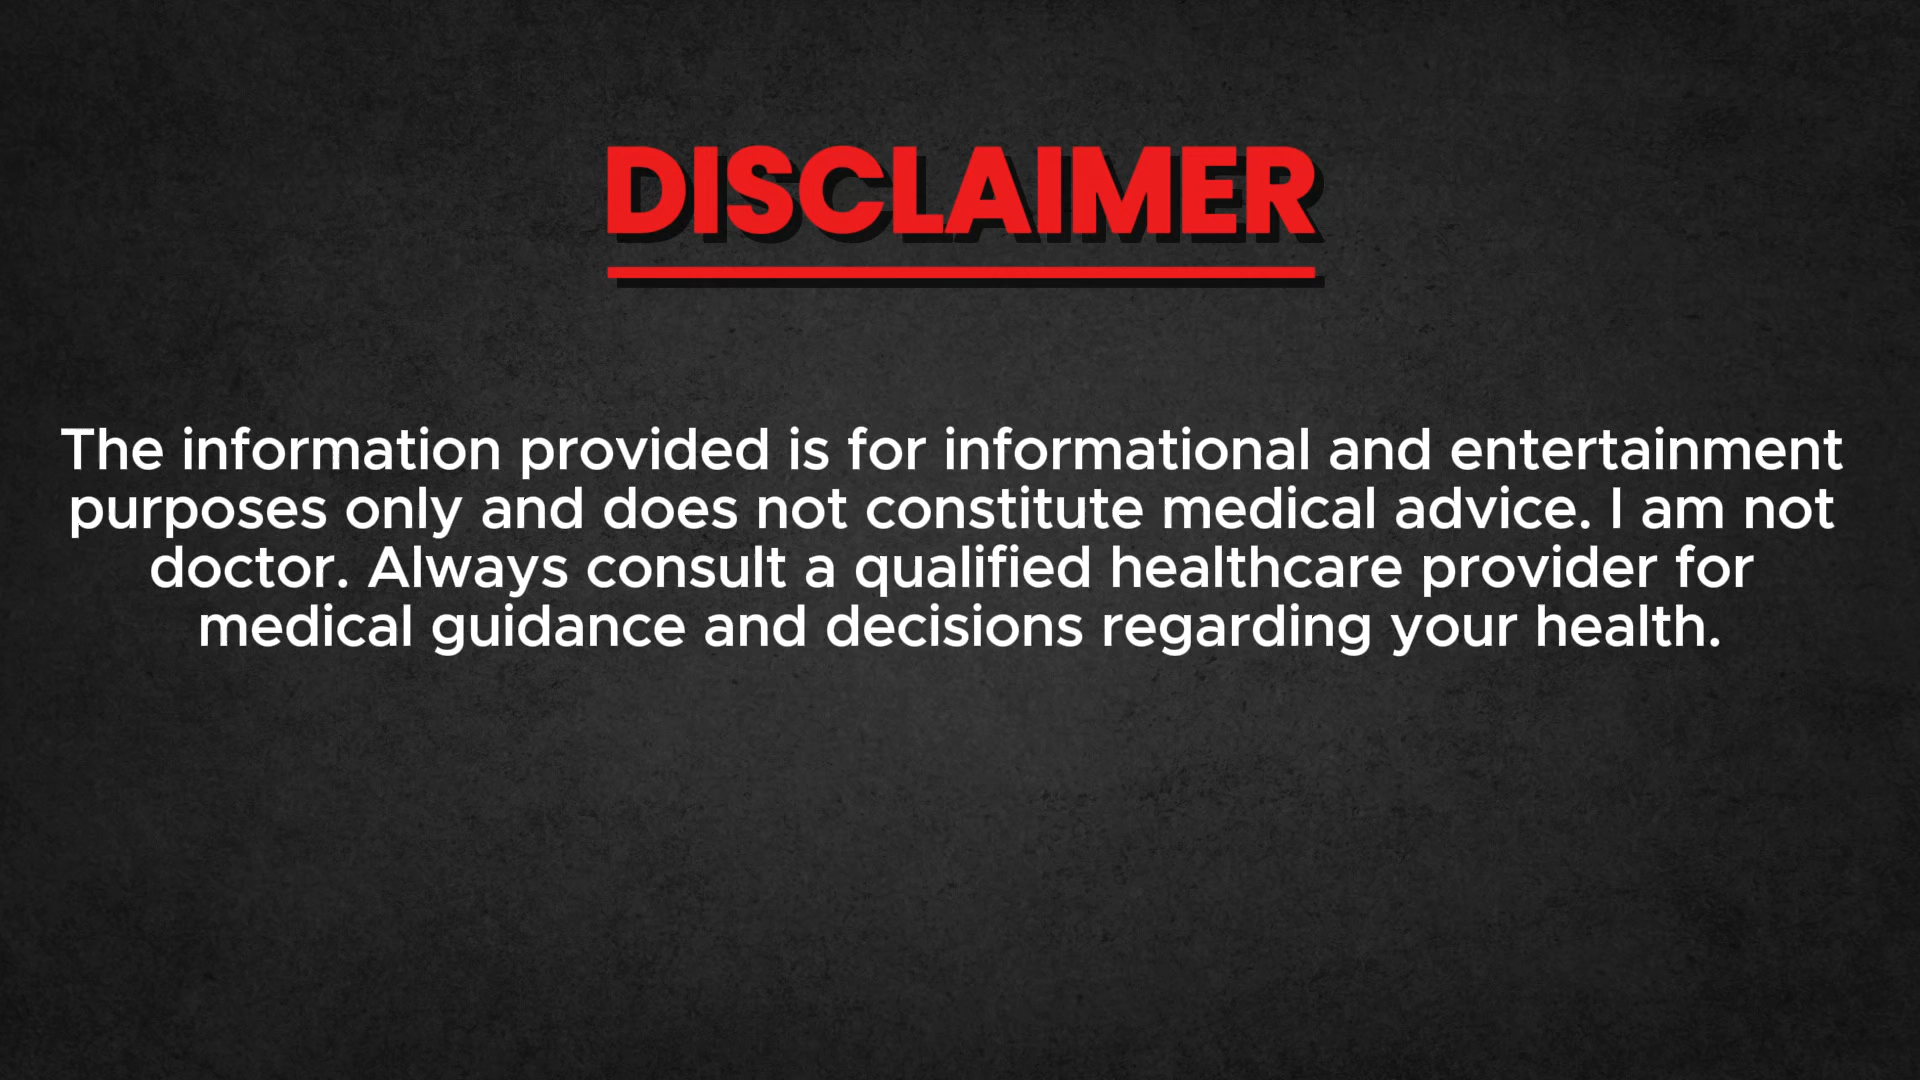 DISCLAIMER
The information provided is for informational and entertainment
purposes only and does not constitute medical advice. I am not
doctor. Always consult a qualified healthcare provider for
medical guidance and decisions regarding your health.